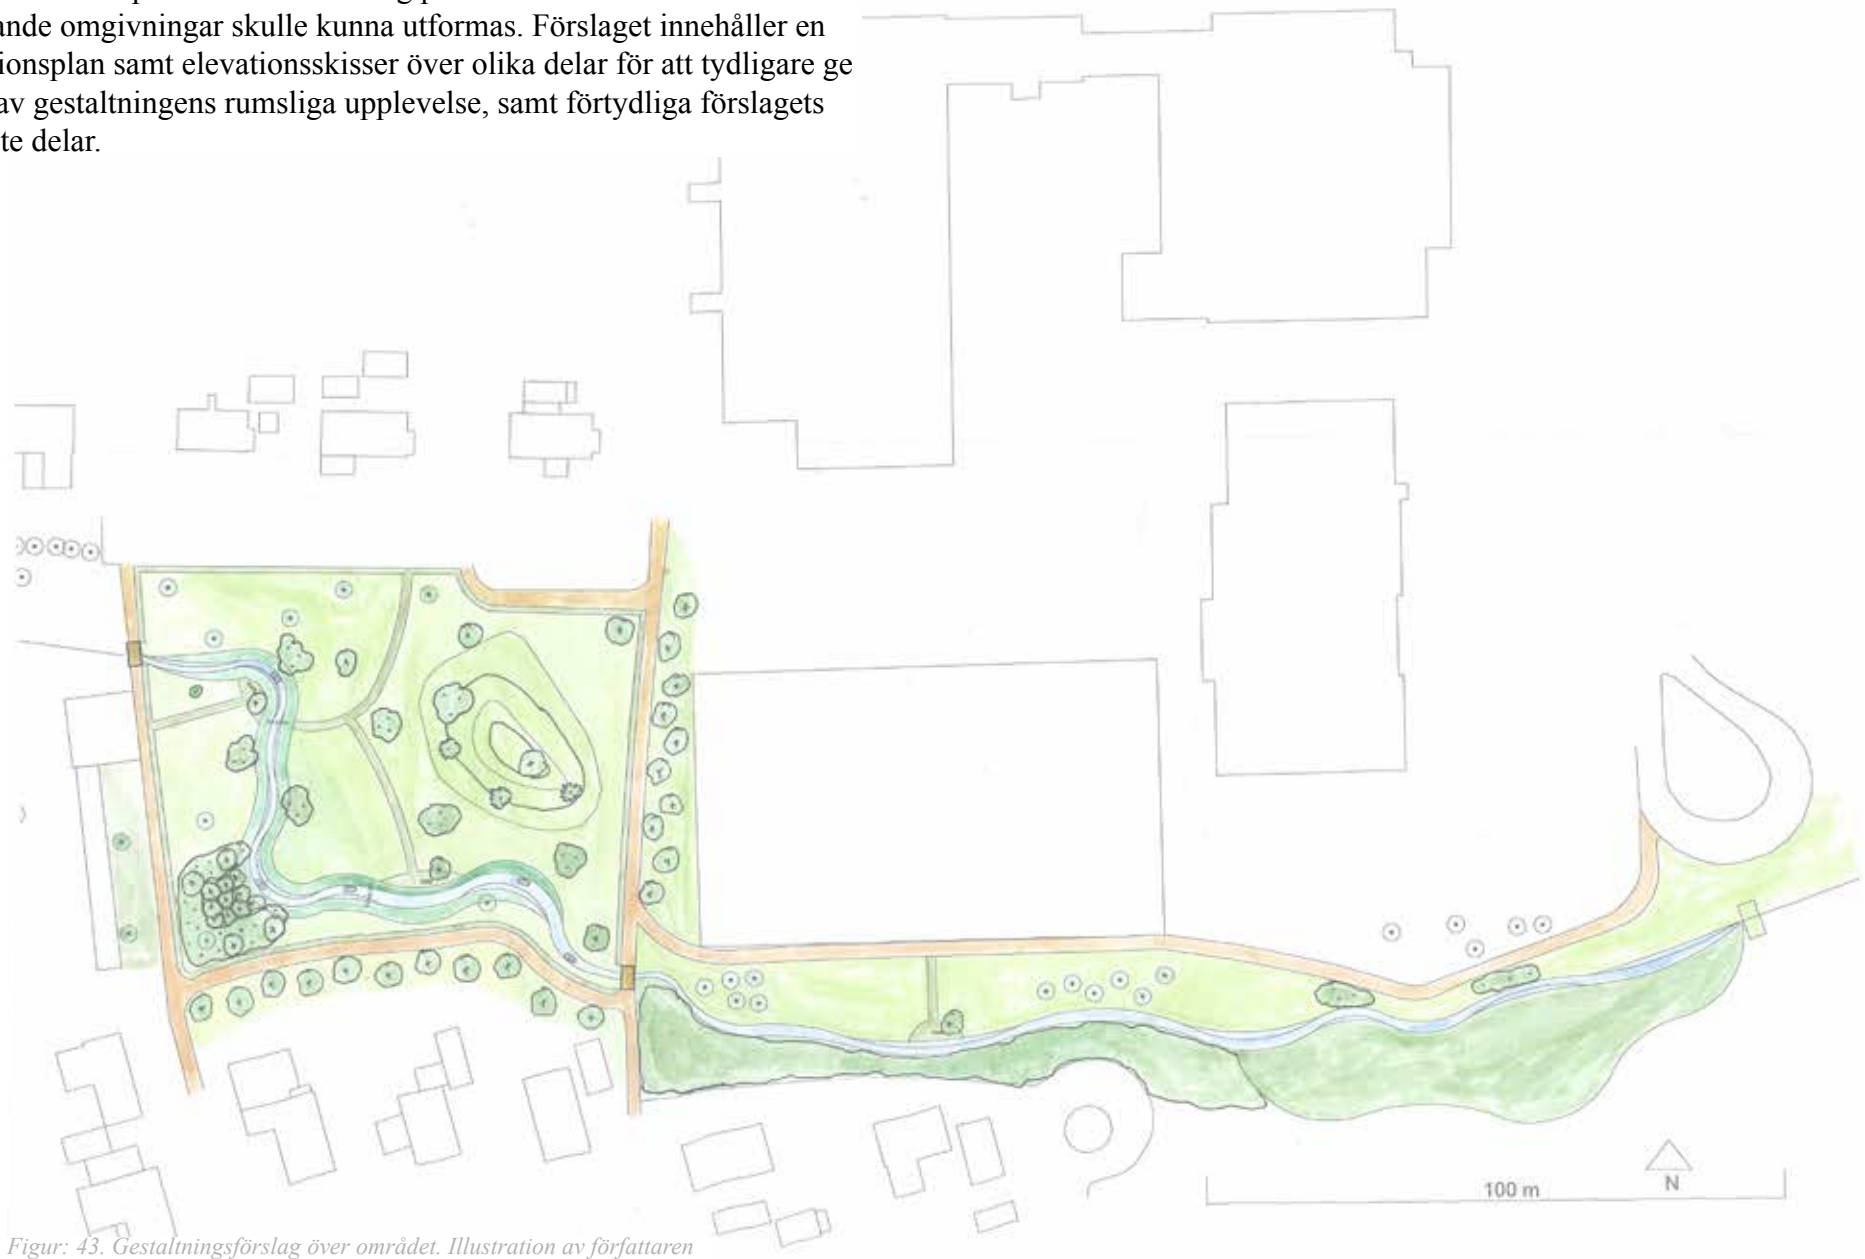 ande omgivningar skulle kunna utformas. Förslaget innehåller en
ionsplan samt elevationsskisser över olika delar för att tydligare ge
av gestaltningens rumsliga upplevelse, samt förtydliga förslagets
te delar.
100 m
N
Figur: 43. Gestaltningsförslag över området. Illustration av författaren